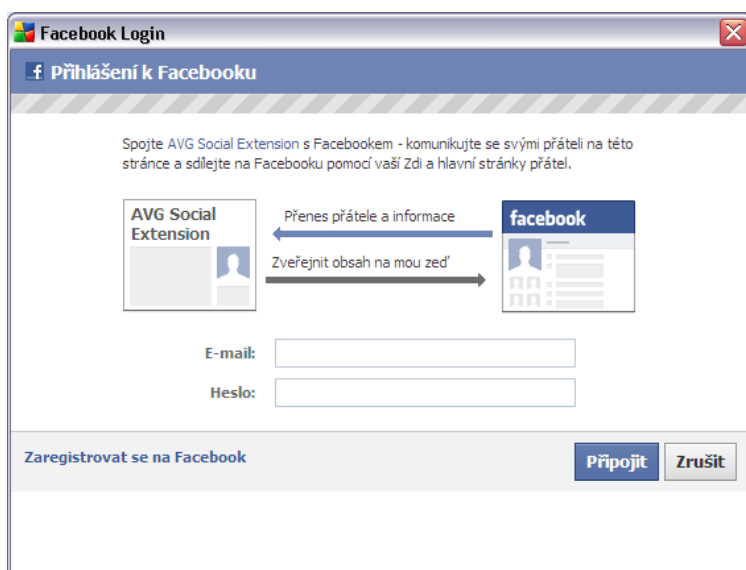 Facebook Login
f Přihlášení k Facebooku
Spojte AVG Social Extension s Facebookem - komunikujte se svými přáteli na této
stránce a sdílejte na Facebooku pomocí vaší Zdi a hlavní stránky přátel.
AVG Social
Extension
Přenes přátele a informace
Zveřejnit obsah na mou zeď
facebook
E-mail:
Heslo:
Zaregistrovat se na Facebook
Připojit
Zrušit